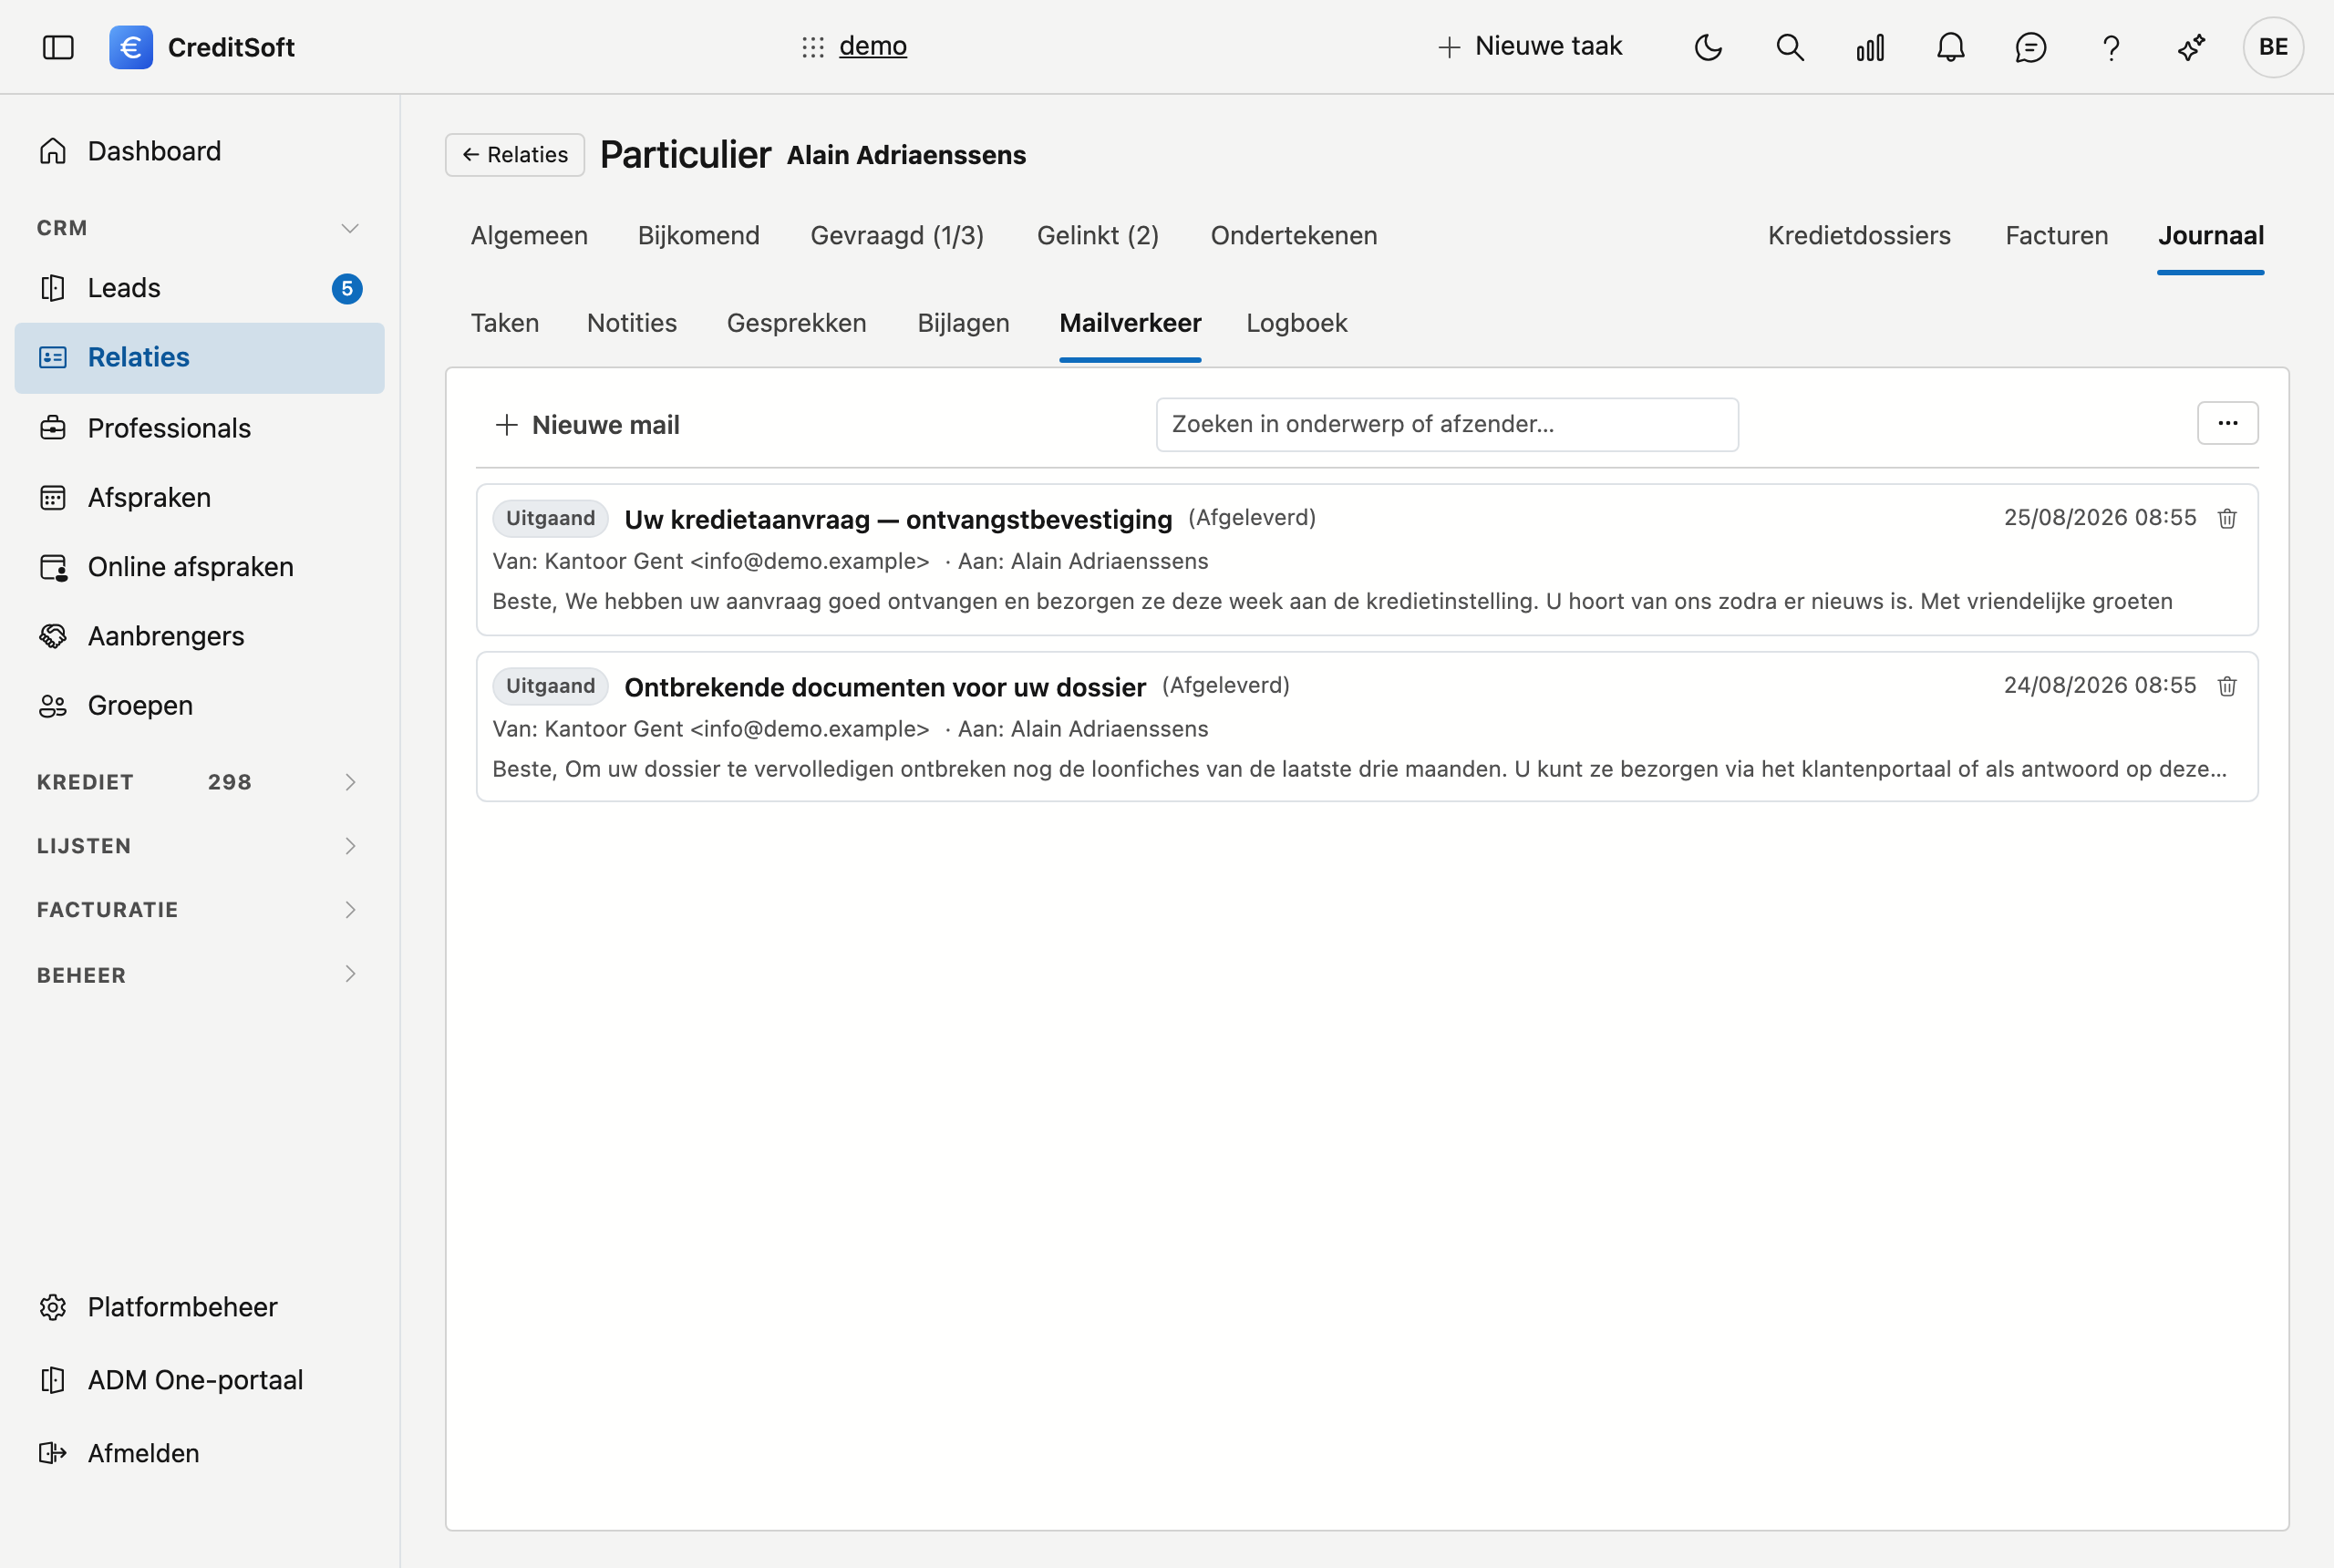 CreditSoft
demo
Nieuwe taak
BE
Dashboard
CRM
Leads 5
Relaties
Professionals
Afspraken
Online afspraken
Aanbrengers
Groepen
KREDIET 298
LIJSTEN
FACTURATIE
BEHEER
Platformbeheer
ADM One-portaal
Afmelden
← Relaties Particulier Alain Adriaenssens
Algemeen Bijkomend Gevraagd (1/3) Gelinkt (2) Ondertekenen Kredietdossiers Facturen Journaal
Taken Notities Gesprekken Bijlagen Mailverkeer Logboek
+ Nieuwe mail Zoeken in onderwerp of afzender... ...
Uitgaand Uw kredietaanvraag — ontvangstbevestiging (Afgeleverd) 25/08/2026 08:55
Van: Kantoor Gent <info@demo.example> · Aan: Alain Adriaenssens
Beste, We hebben uw aanvraag goed ontvangen en bezorgen ze deze week aan de kredietinstelling. U hoort van ons zodra er nieuws is. Met vriendelijke groeten
Uitgaand Ontbrekende documenten voor uw dossier (Afgeleverd) 24/08/2026 08:55
Van: Kantoor Gent <info@demo.example> · Aan: Alain Adriaenssens
Beste, Om uw dossier te vervolledigen ontbreken nog de loonfiches van de laatste drie maanden. U kunt ze bezorgen via het klantenportaal of als antwoord op deze...